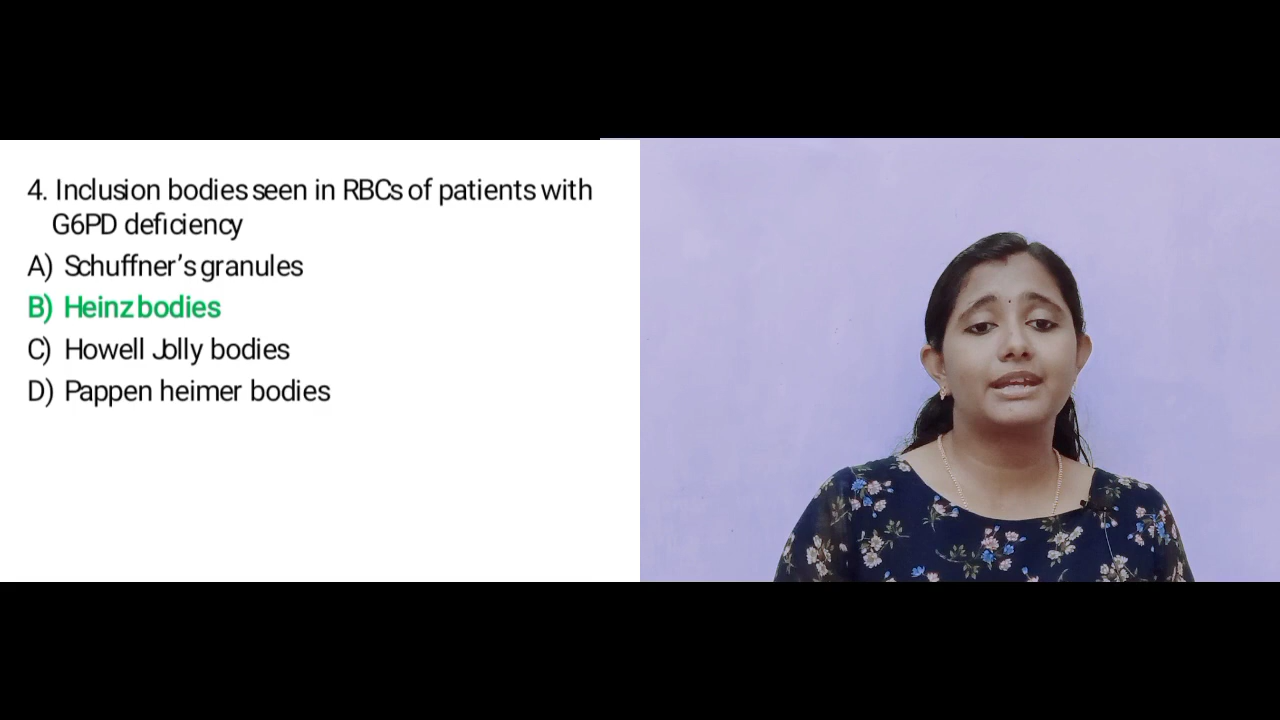 4. Inclusion bodies seen in RBCs of patients with
G6PD deficiency
A) Schuffner's granules
B) Heinz bodies
C) Howell Jolly bodies
D) Pappen heimer bodies